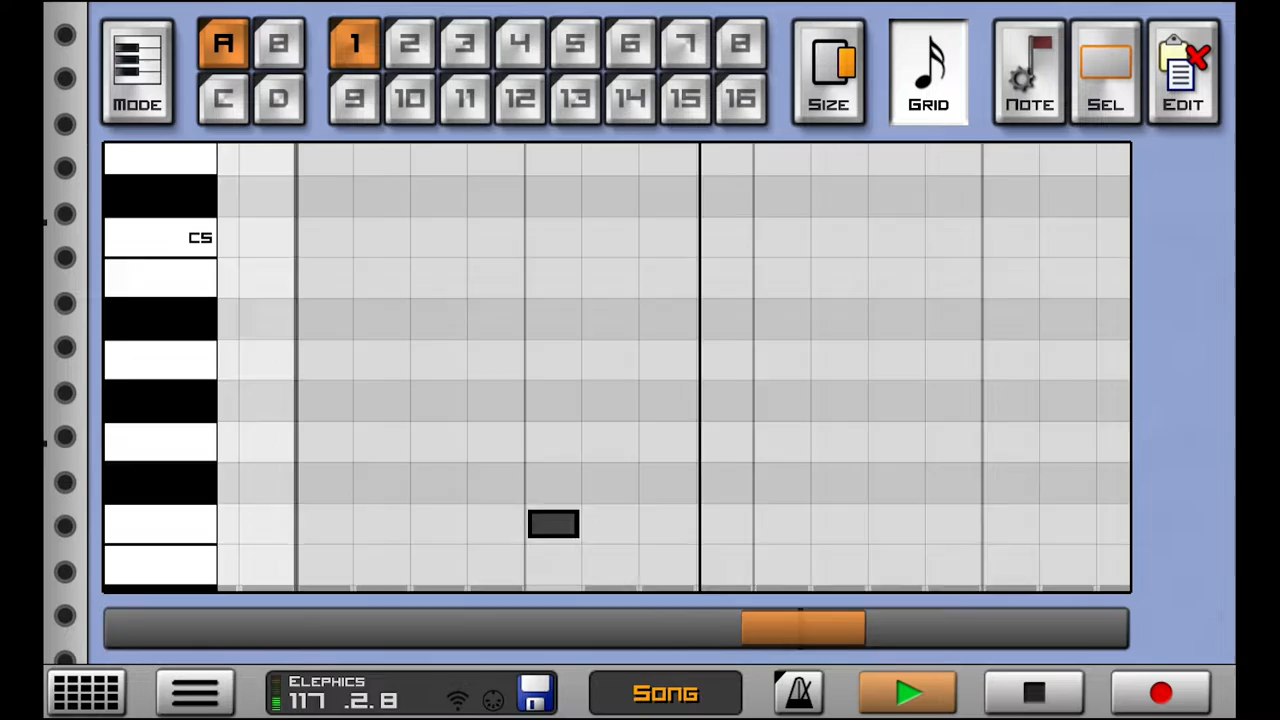 MODE
A B
C D
1 2 3 4 5 6 7 8
9 10 11 12 13 14 15 16
SIZE
GRID
NOTE
SEL
EDIT
C5
ELEPHICS
117 .2.8
SONG